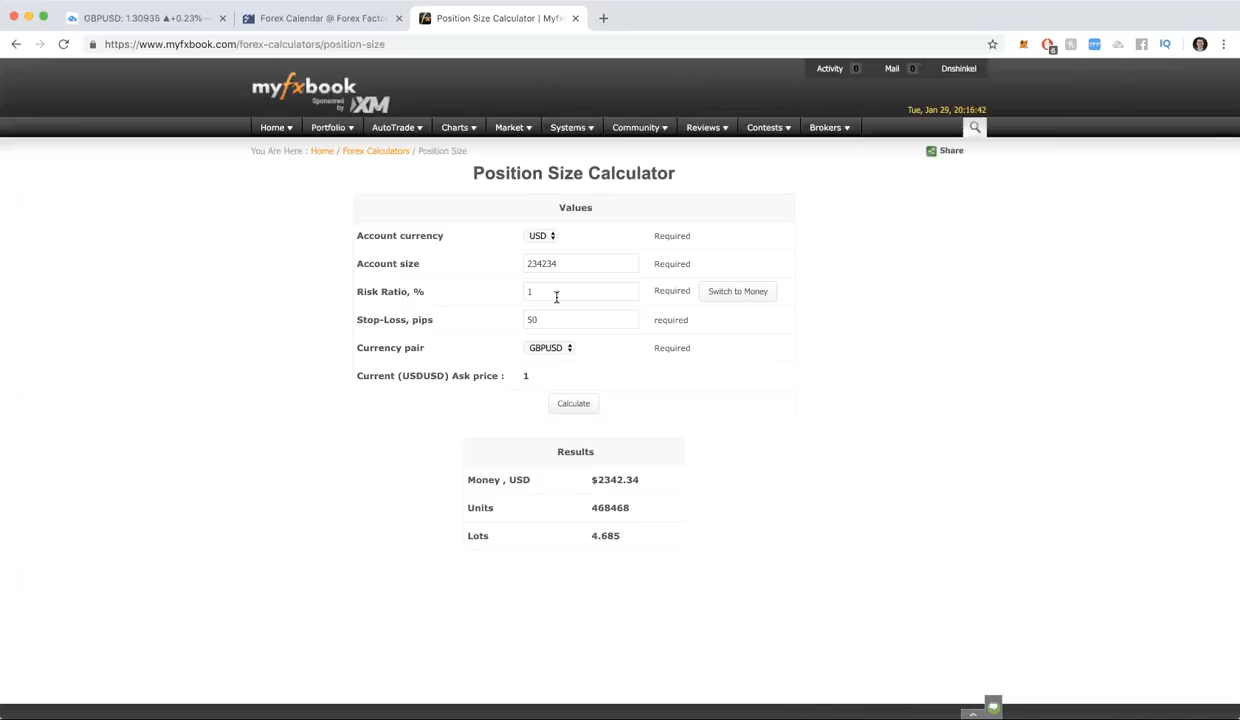 GBPUSD: 1.30935 ▲+0.23% Forex Calendar @ Forex Facto Position Size Calculator | Myfx
https://www.myfxbook.com/forex-calculators/position-size 6 IQ
Activity 0 Mail 0 Dnshinkel
myfxbook
Sponsored by XM
Tue, Jan 29, 20:16:42
Home Portfolio AutoTrade Charts Market Systems Community Reviews Contests Brokers
You Are Here : Home / Forex Calculators / Position Size Share
Position Size Calculator
Values
Account currency USD Required
Account size 234234 Required
Risk Ratio, % 1 Required Switch to Money
Stop-Loss, pips 50 required
Currency pair GBPUSD Required
Current (USDUSD) Ask price : 1
Calculate
Results
Money , USD $2342.34
Units 468468
Lots 4.685